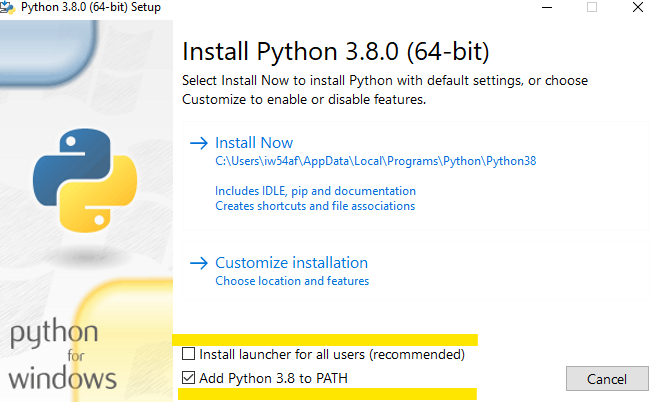 Python 3.8.0 (64-bit) Setup
Install Python 3.8.0 (64-bit)
Select Install Now to install Python with default settings, or choose
Customize to enable or disable features.
Install Now
C:\Users\iw54af\AppData\Local\Programs\Python\Python38
Includes IDLE, pip and documentation
Creates shortcuts and file associations
Customize installation
Choose location and features
python
for
windows
Install launcher for all users (recommended)
Add Python 3.8 to PATH
Cancel